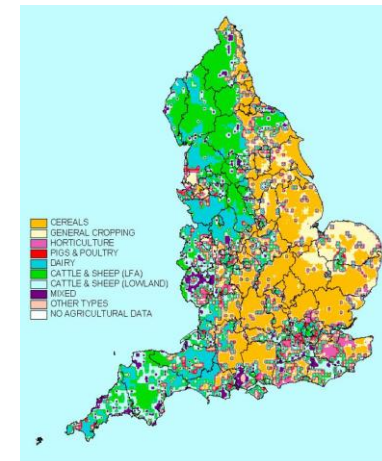 CEREALS
GENERAL CROPPING
HORTICULTURE
PIGS & POULTRY
DAIRY
CATTLE & SHEEP (LFA)
CATTLE & SHEEP (LOWLAND)
MIXED
OTHER TYPES
NO AGRICULTURAL DATA